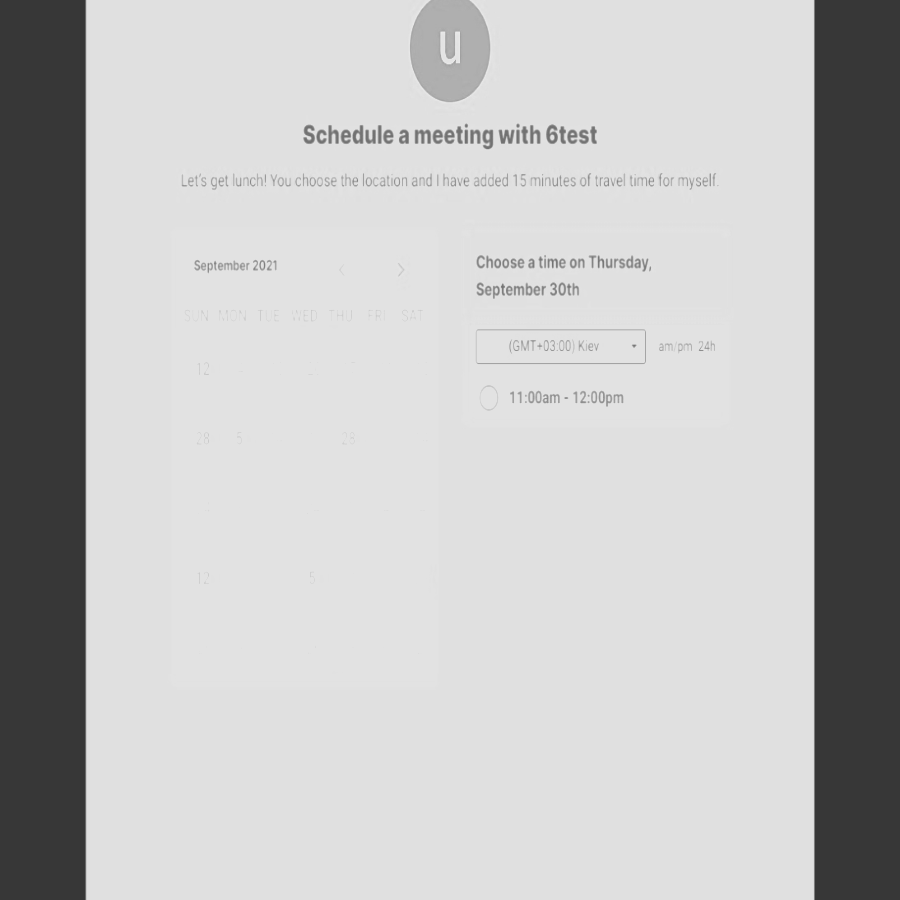 u
Schedule a meeting with 6test
Let's get lunch! You choose the location and I have added 15 minutes of travel time for myself.
September 2021
SUN MON TUE WED THU FRI SAT
12
28 5 28
12 5
Choose a time on Thursday,
September 30th
(GMT+03:00) Kiev
am/pm 24h
11:00am - 12:00pm